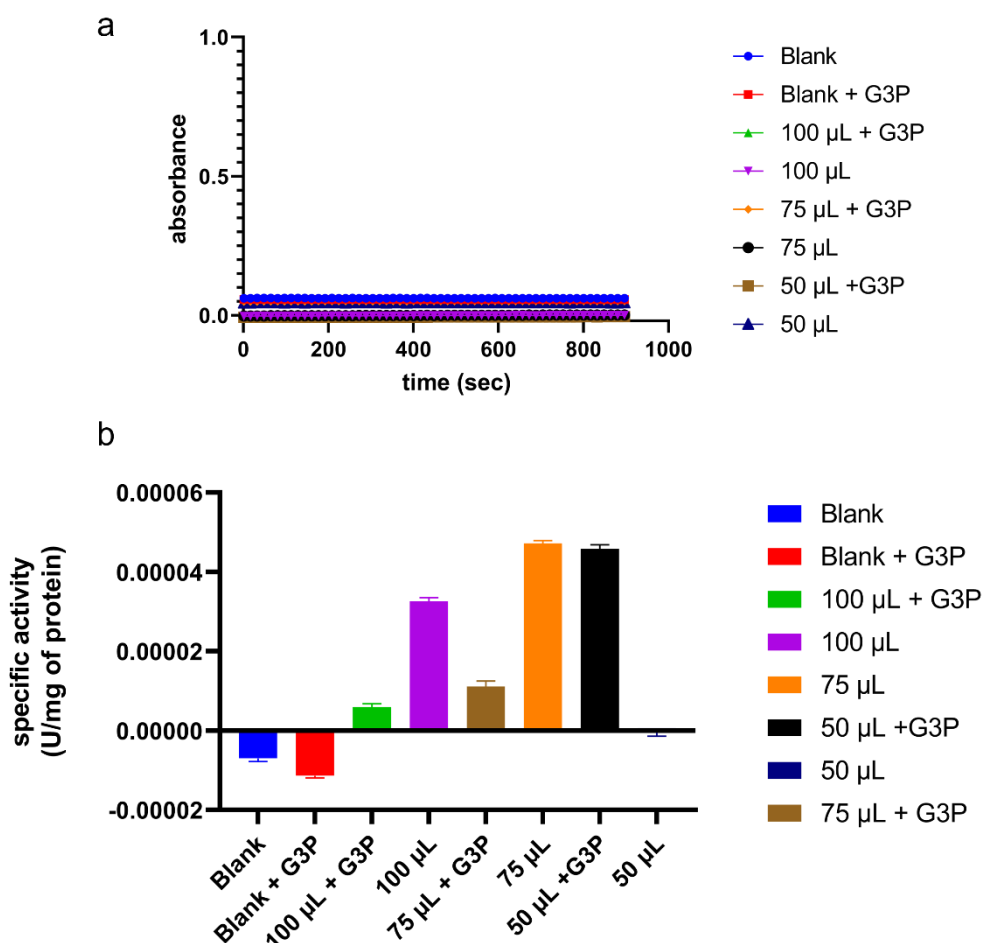 a
1.0
0.5
0.0
absorbance
0 200 400 600 800 1000
time (sec)
Blank
Blank + G3P
100 µL + G3P
100 µL
75 µL + G3P
75 µL
50 µL +G3P
50 µL
b
0.00006
0.00004
0.00002
0.00000
-0.00002
specific activity
(U/mg of protein)
Blank
Blank + G3P
100 µL + G3P
100 µL
75 µL + G3P
75 µL
50 µL +G3P
50 µL
Blank
Blank + G3P
100 µL + G3P
100 µL
75 µL
50 µL +G3P
50 µL
75 µL + G3P